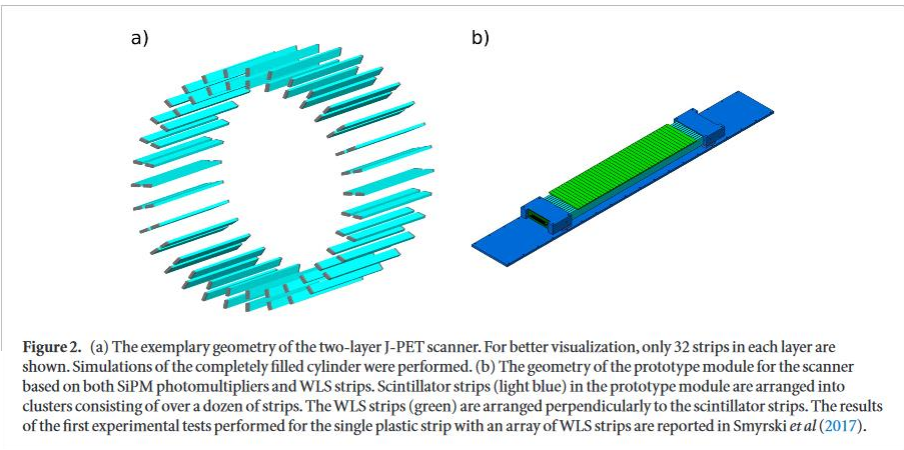 a)
b)
Figure 2. (a) The exemplary geometry of the two-layer J-PET scanner. For better visualization, only 32 strips in each layer are
shown. Simulations of the completely filled cylinder were performed. (b) The geometry of the prototype module for the scanner
based on both SiPM photomultipliers and WLS strips. Scintillator strips (light blue) in the prototype module are arranged into
clusters consisting of over a dozen of strips. The WLS strips (green) are arranged perpendicularly to the scintillator strips. The results
of the first experimental tests performed for the single plastic strip with an array of WLS strips are reported in Smyrski et al (2017).